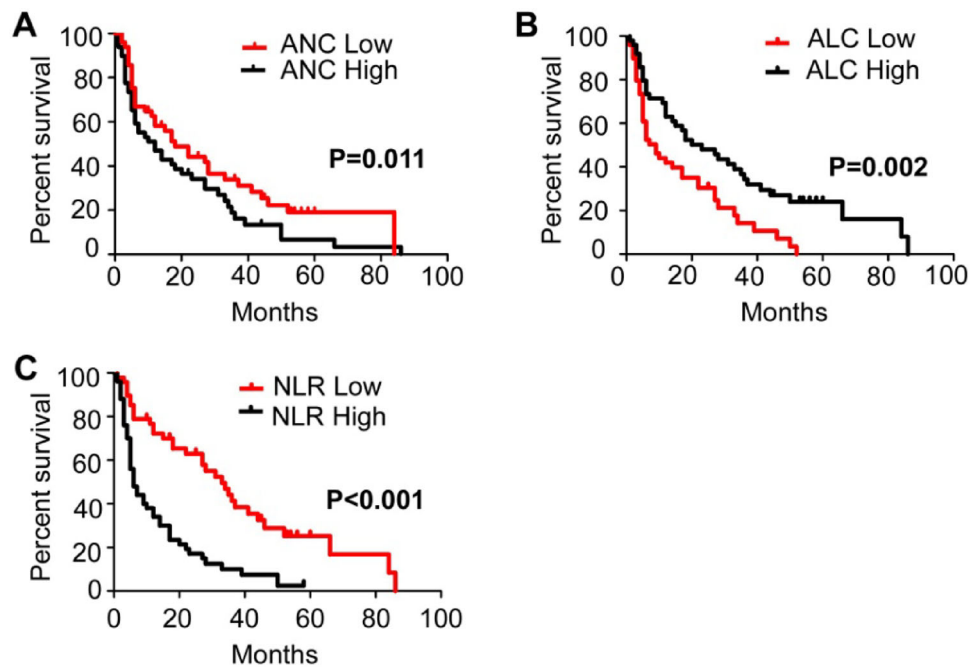 A
100
80
60
40
20
0
Percent survival
ANC Low
ANC High
P=0.011
0 20 40 60 80 100
Months
B
100
80
60
40
20
0
Percent survival
ALC Low
ALC High
P=0.002
0 20 40 60 80 100
Months
C
100
80
60
40
20
0
Percent survival
NLR Low
NLR High
P<0.001
0 20 40 60 80 100
Months